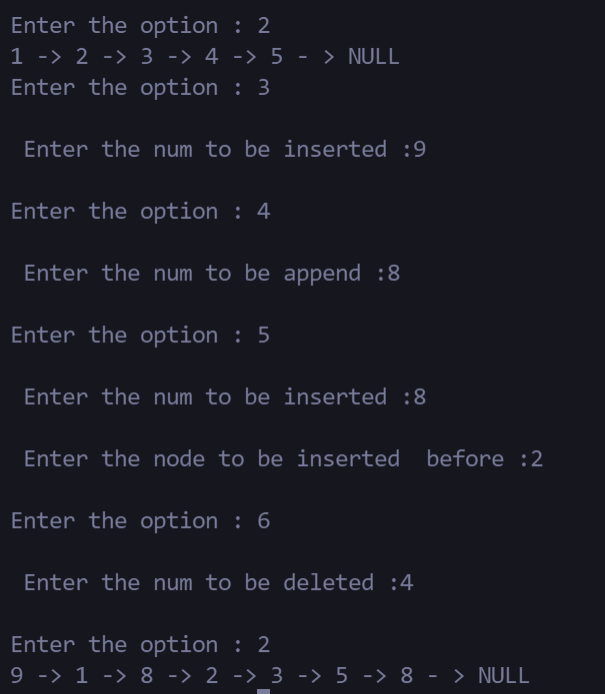 Enter the option : 2
1 -> 2 -> 3 -> 4 -> 5 - > NULL
Enter the option : 3
Enter the num to be inserted :9
Enter the option : 4
Enter the num to be append :8
Enter the option : 5
Enter the num to be inserted :8
Enter the node to be inserted  before :2
Enter the option : 6
Enter the num to be deleted :4
Enter the option : 2
9 -> 1 -> 8 -> 2 -> 3 -> 5 -> 8 - > NULL